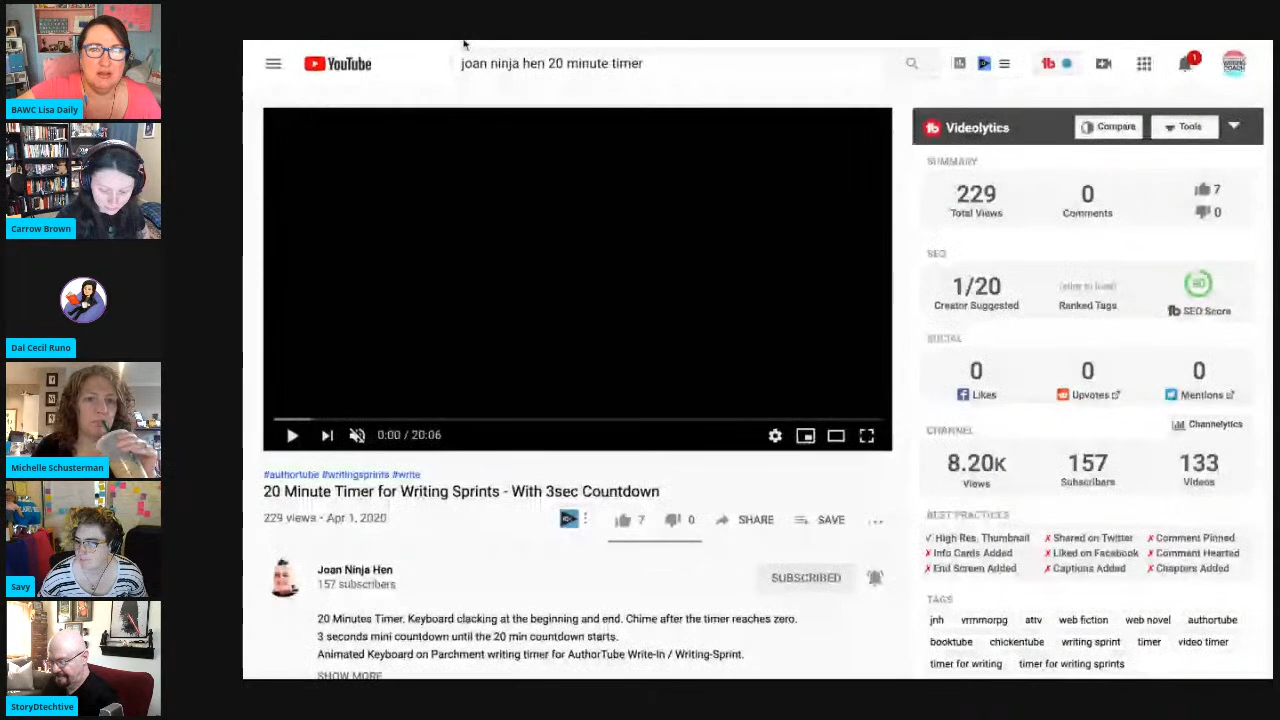 BAWC Lisa Daily
Carrow Brown
Dal Cecil Runo
Michelle Schusterman
Savy
StoryDtechtive
YouTube
joan ninja hen 20 minute timer
1
0:00 / 20:06
#authortube #writingsprints #write
20 Minute Timer for Writing Sprints - With 3sec Countdown
229 views • Apr 1, 2020
7 0 SHARE SAVE ...
Joan Ninja Hen
157 subscribers
SUBSCRIBED
20 Minutes Timer. Keyboard clacking at the beginning and end. Chime after the timer reaches zero.
3 seconds mini countdown until the 20 min countdown starts.
Animated Keyboard on Parchment writing timer for AuthorTube Write-In / Writing-Sprint.
SHOW MORE
Videolytics Compare Tools
SUMMARY
229 0 7
Total Views Comments 0
SEO
1/20
Creator Suggested Ranked Tags SEO Score
SOCIAL
0 0 0
Likes Upvotes Mentions
CHANNEL Channelytics
8.20K 157 133
Views Subscribers Videos
BEST PRACTICES
✓ High Res. Thumbnail ✗ Shared on Twitter ✗ Comment Pinned
✗ Info Cards Added ✗ Liked on Facebook ✗ Comment Hearted
✗ End Screen Added ✗ Captions Added ✗ Chapters Added
TAGS
jnh vrmmorpg attv web fiction web novel authortube
booktube chickentube writing sprint timer video timer
timer for writing timer for writing sprints